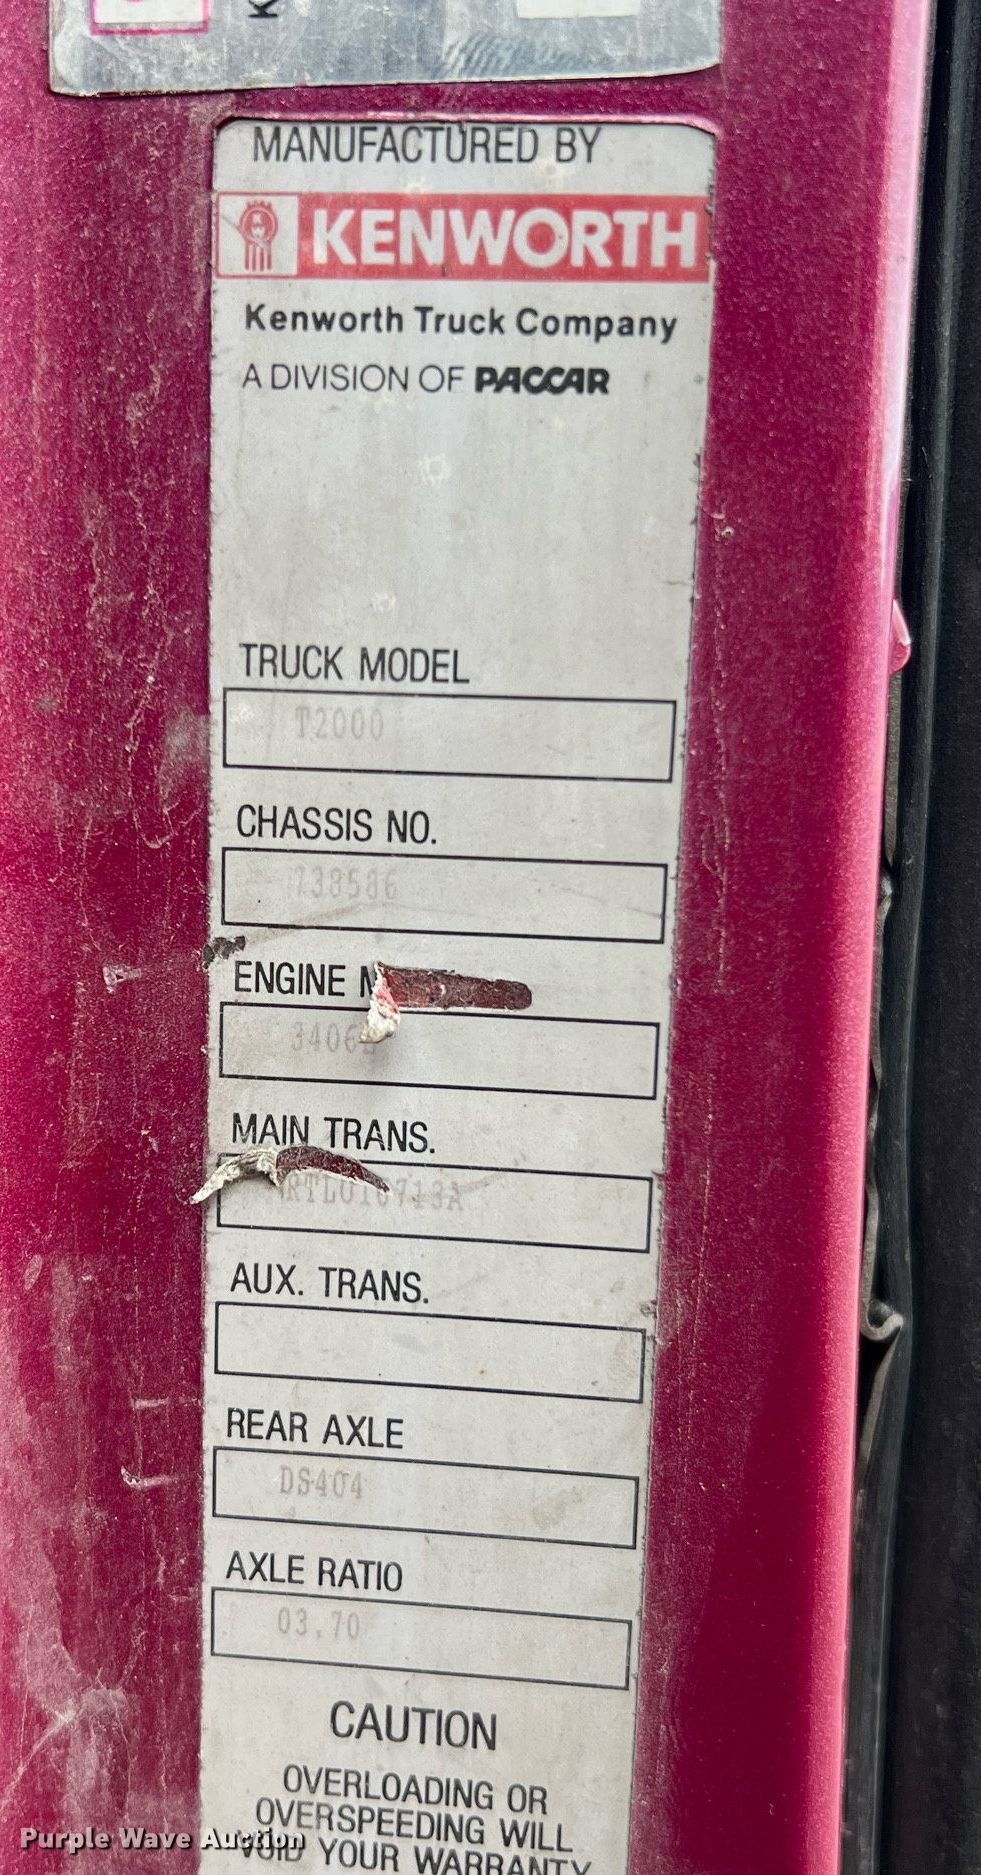 MANUFACTURED BY
KENWORTH
Kenworth Truck Company
A DIVISION OF PACCAR
TRUCK MODEL
T2000
CHASSIS NO.
738586
ENGINE
MAIN TRANS.
AUX. TRANS.
REAR AXLE
DS404
AXLE RATIO
03.70
CAUTION
OVERLOADING OR
OVERSPEEDING WILL
VOID YOUR WARRANTY
Purple Wave Auction